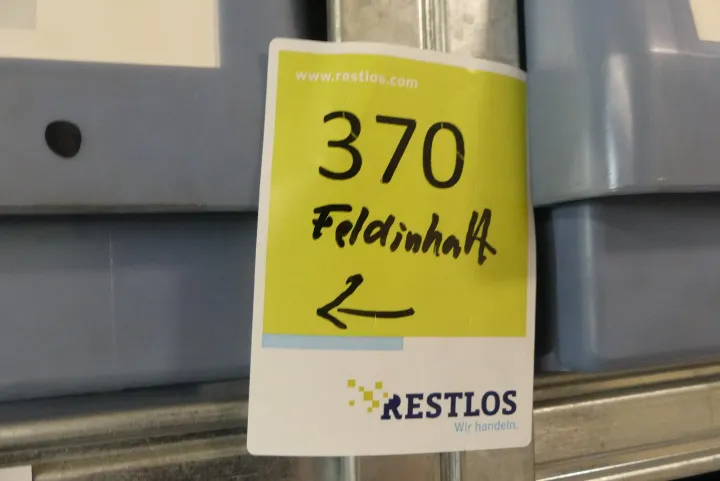 www.restlos.com
370
Feldinhalt
←
RESTLOS
Wir handeln.